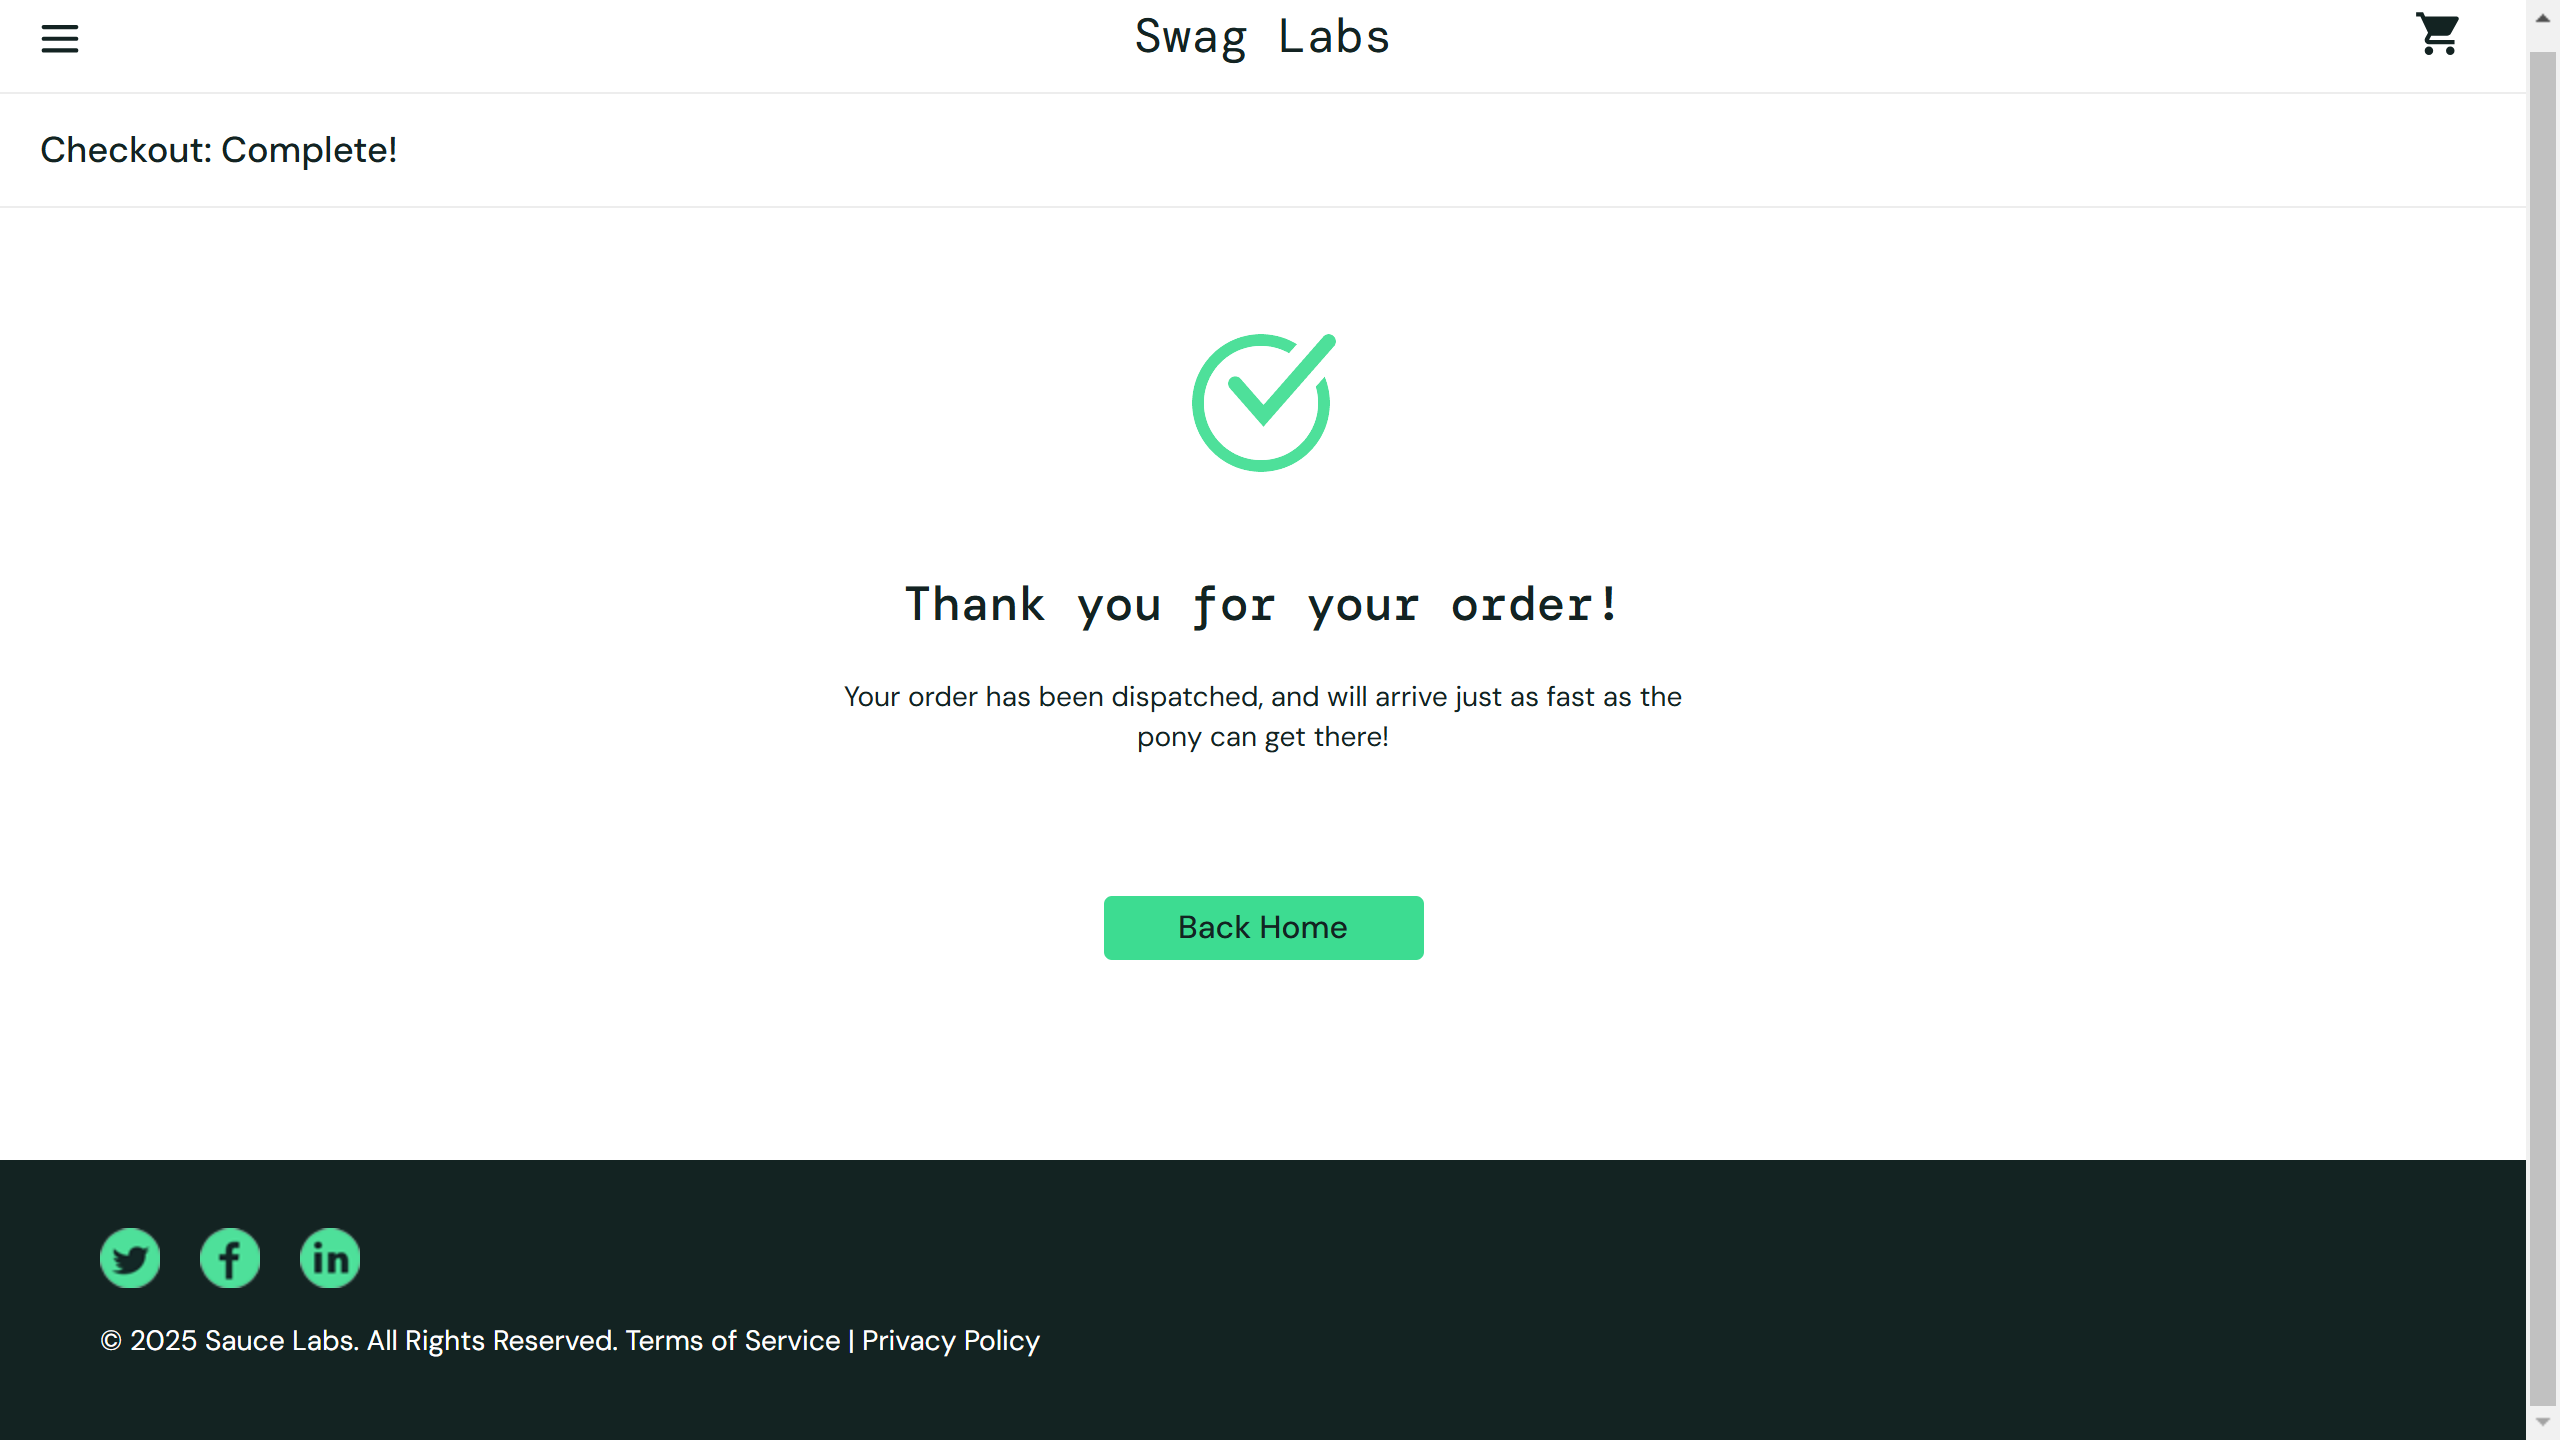 Swag Labs
Checkout: Complete!
Thank you for your order!
Your order has been dispatched, and will arrive just as fast as the
pony can get there!
Back Home
© 2025 Sauce Labs. All Rights Reserved. Terms of Service | Privacy Policy